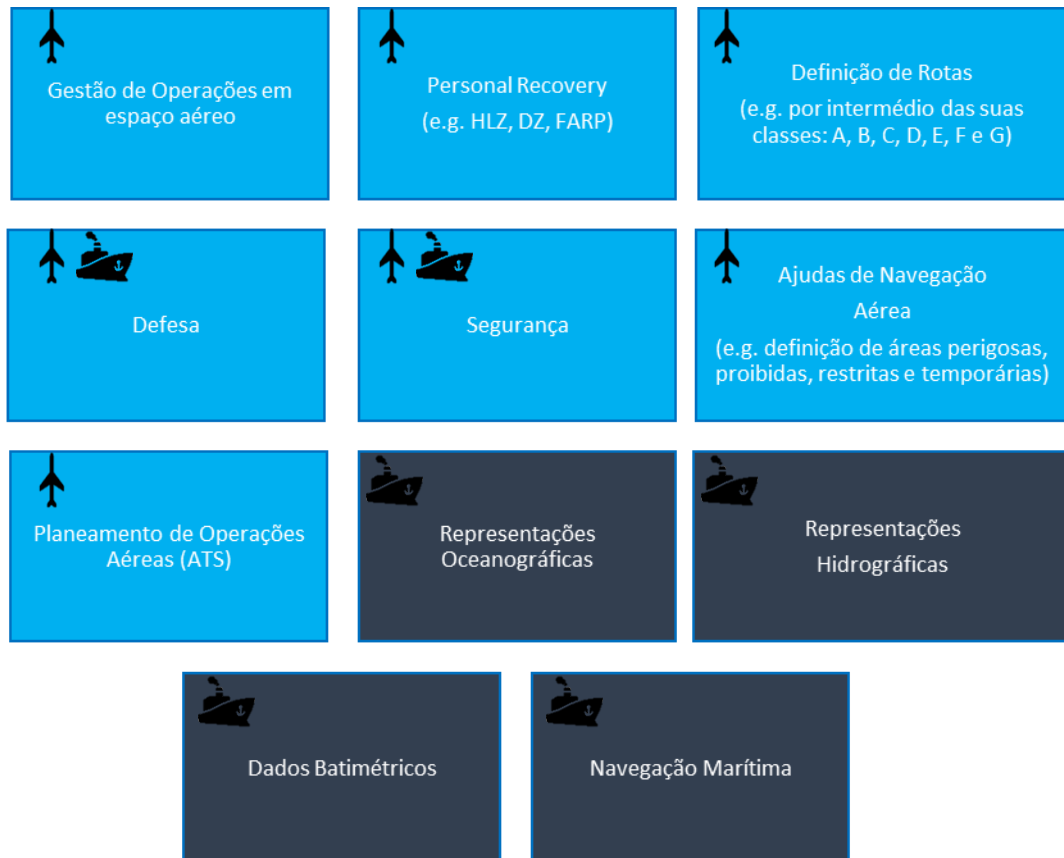 Gestão de Operações em
espaço aéreo
Personal Recovery
(e.g. HLZ, DZ, FARP)
Definição de Rotas
(e.g. por intermédio das suas
classes: A, B, C, D, E, F e G)
Defesa
Segurança
Ajudas de Navegação
Aérea
(e.g. definição de áreas perigosas,
proibidas, restritas e temporárias)
Planeamento de Operações
Aéreas (ATS)
Representações
Oceanográficas
Representações
Hidrográficas
Dados Batimétricos
Navegação Marítima